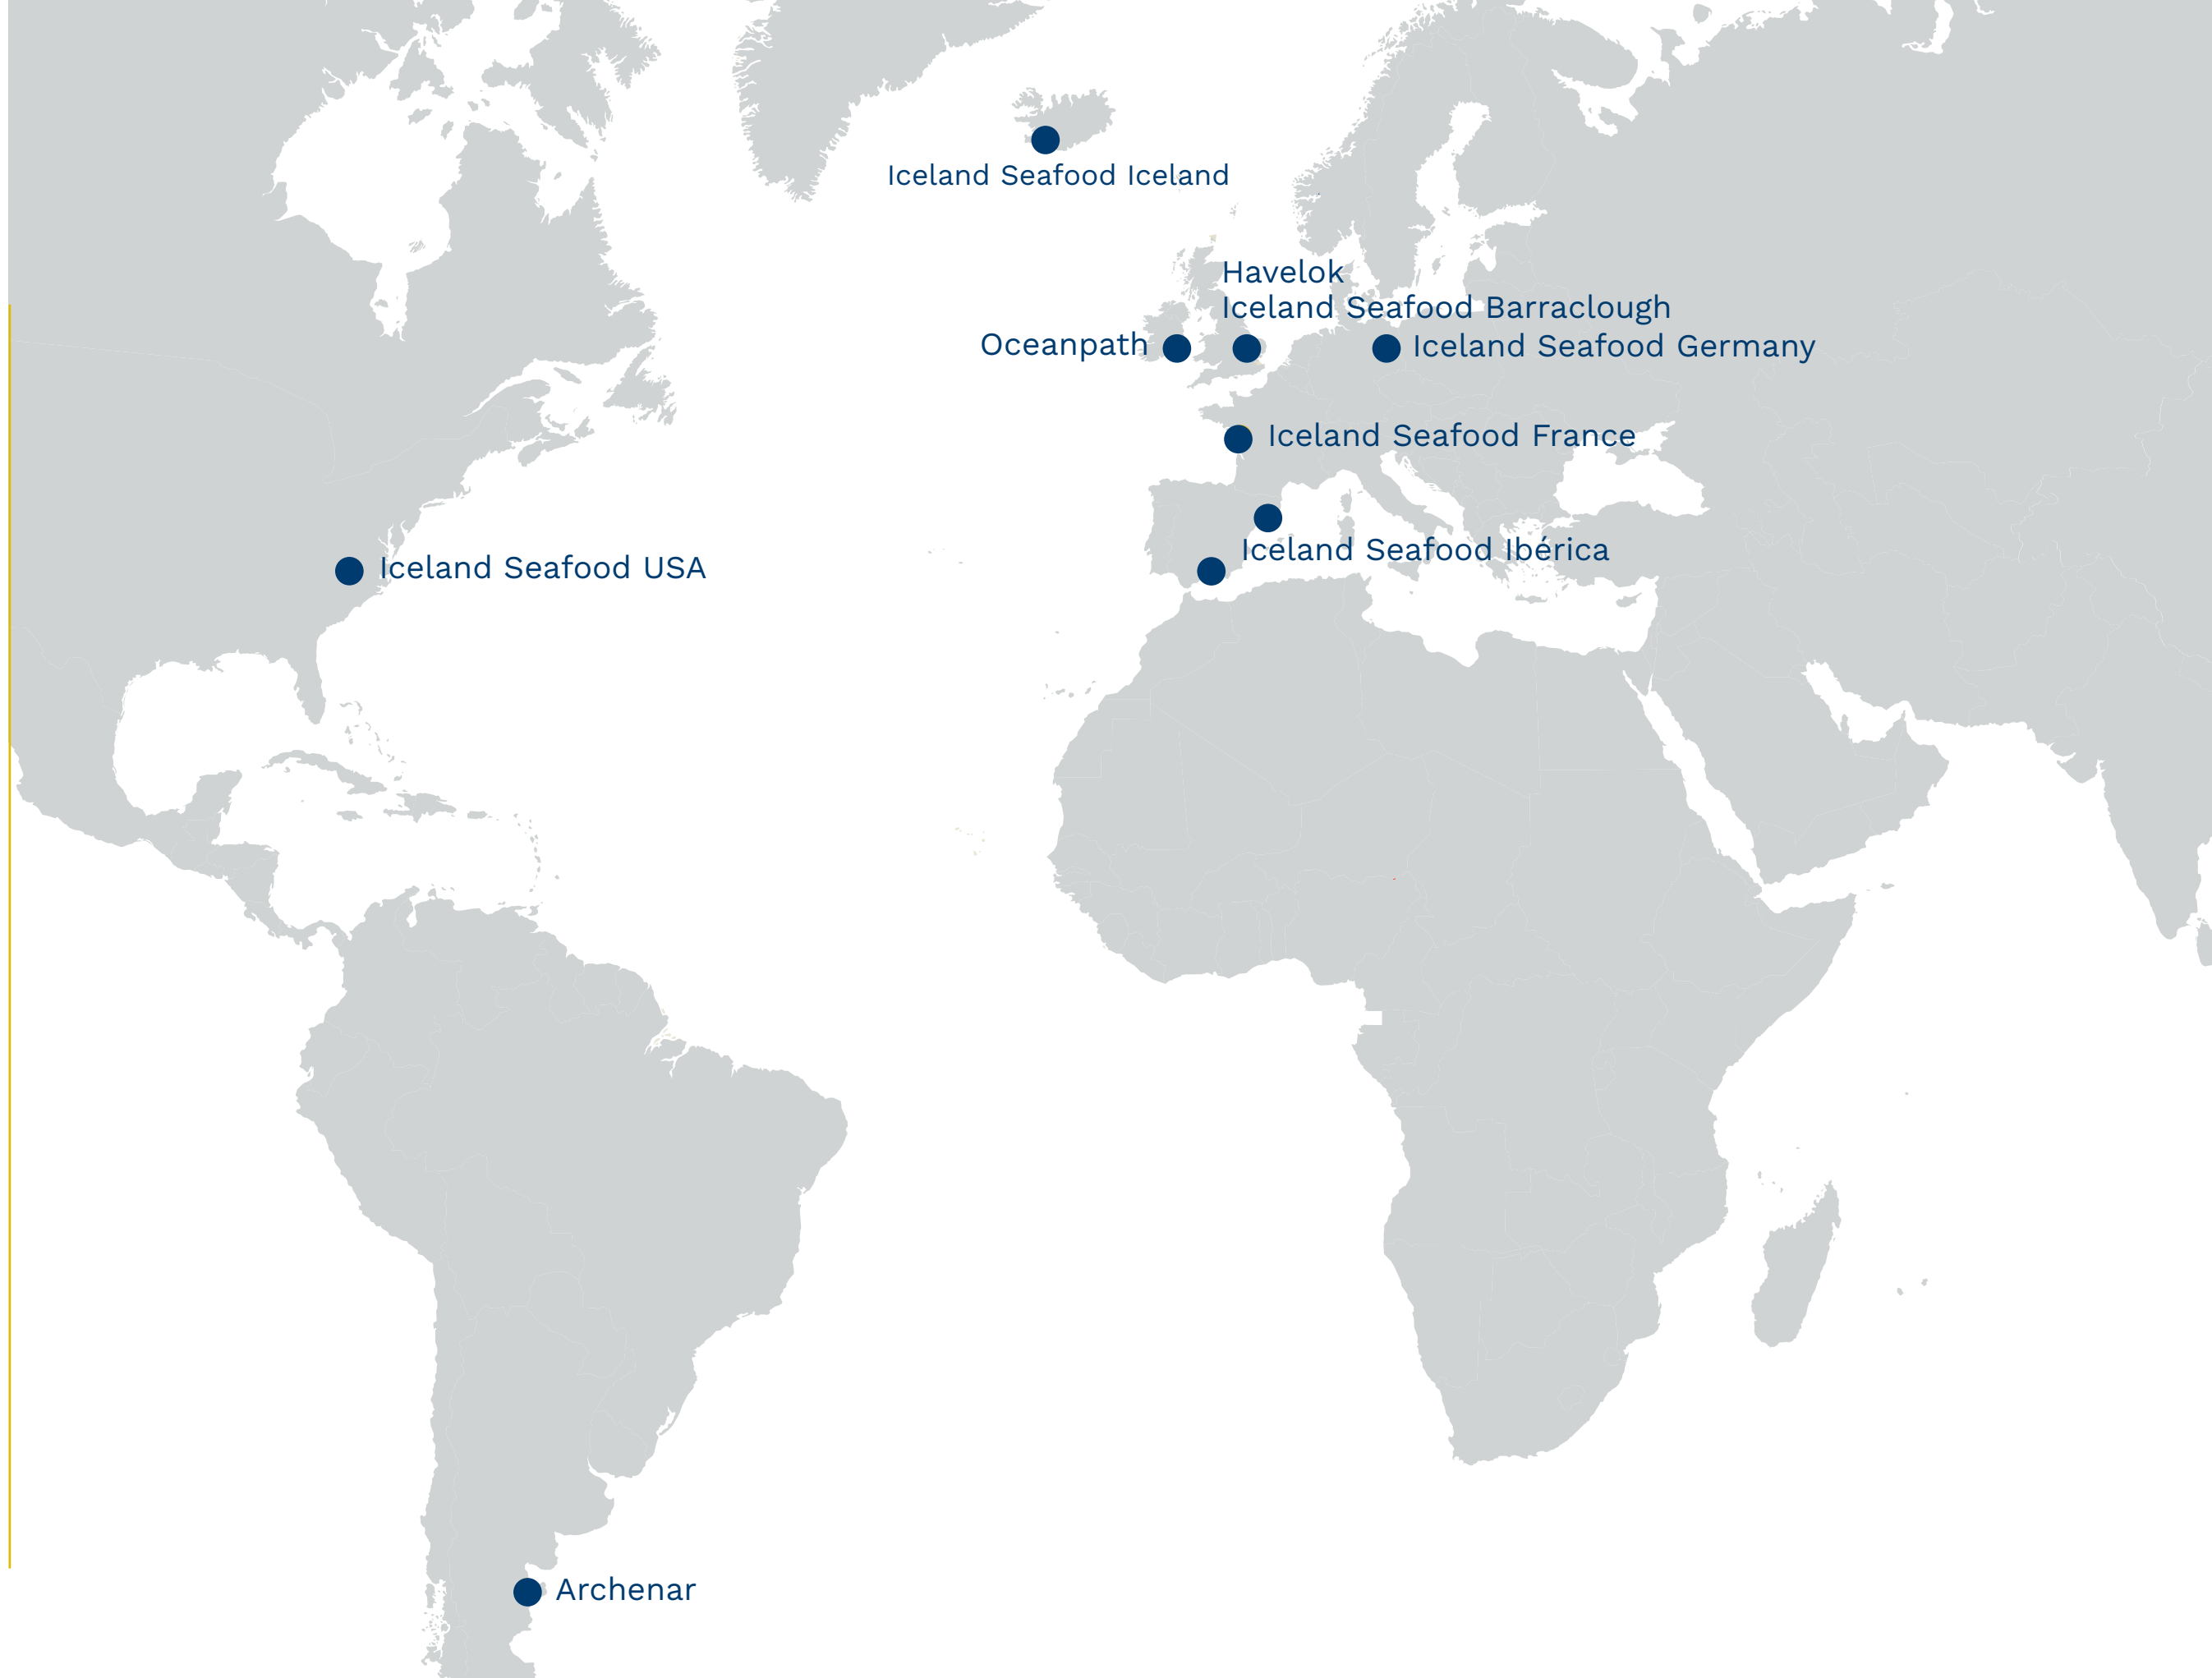 Iceland Seafood Iceland
Havelok
Iceland Seafood Barraclough
Oceanpath
Iceland Seafood Germany
Iceland Seafood France
Iceland Seafood Ibérica
Iceland Seafood USA
Archenar